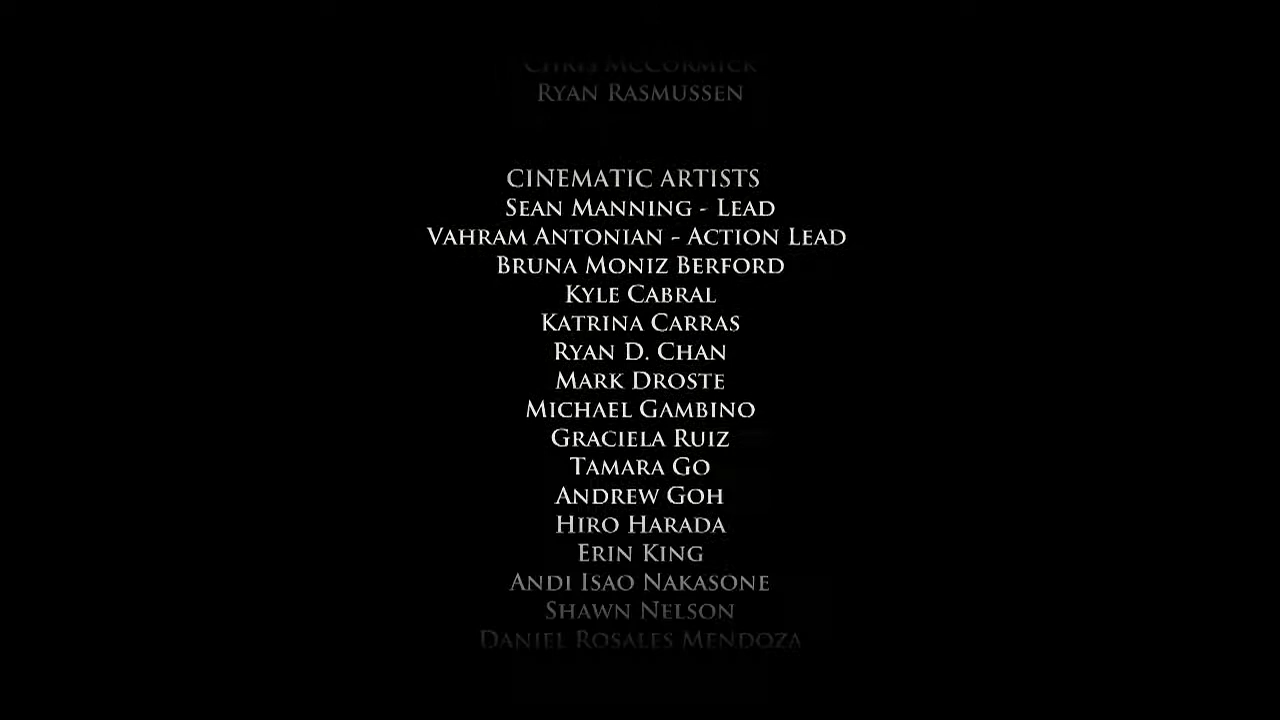 CHRIS MCCORMICK
RYAN RASMUSSEN
CINEMATIC ARTISTS
SEAN MANNING - LEAD
VAHRAM ANTONIAN - ACTION LEAD
BRUNA MONIZ BERFORD
KYLE CABRAL
KATRINA CARRAS
RYAN D. CHAN
MARK DROSTE
MICHAEL GAMBINO
GRACIELA RUIZ
TAMARA GO
ANDREW GOH
HIRO HARADA
ERIN KING
ANDI ISAO NAKASONE
SHAWN NELSON
DANIEL ROSALES MENDOZA